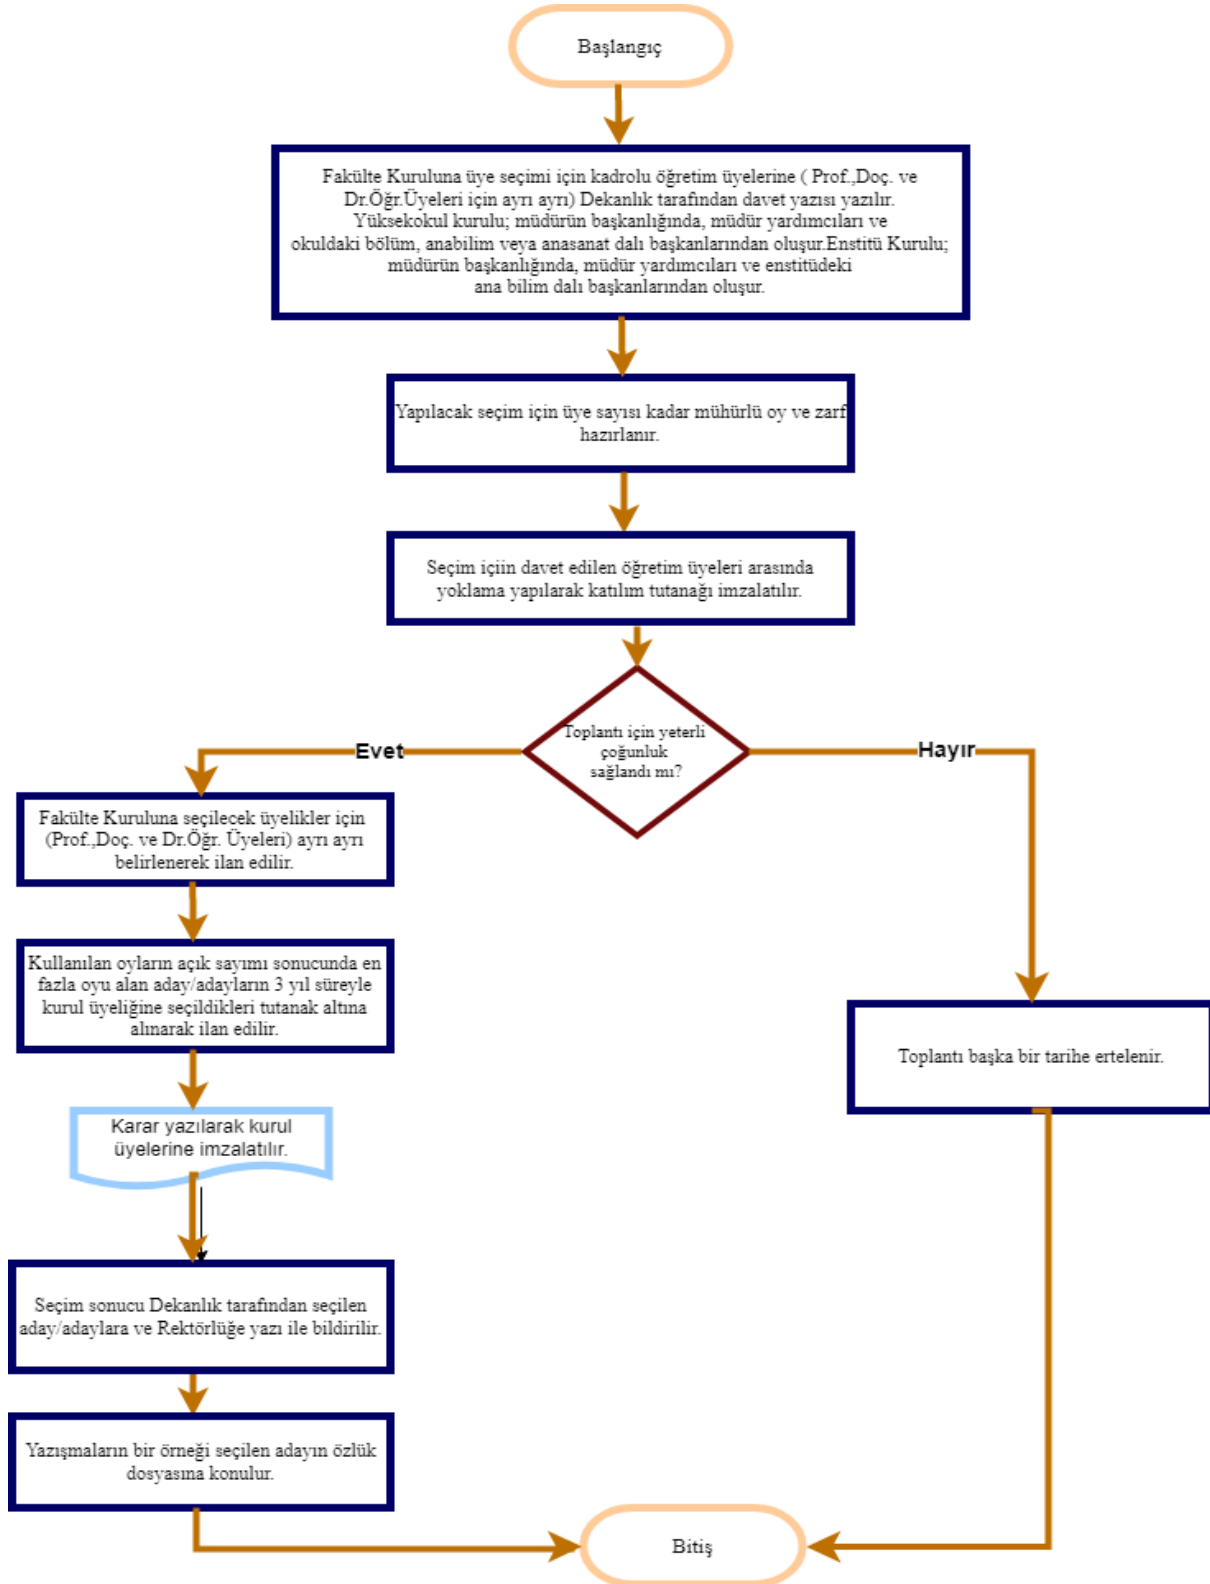 Başlangıç
Fakülte Kuruluna üye seçimi için kadrolu öğretim üyelerine ( Prof.,Doç. ve
Dr.Öğr.Üyeleri için ayrı ayrı) Dekanlık tarafından davet yazısı yazılır.
Yüksekokul kurulu; müdürün başkanlığında, müdür yardımcıları ve
okuldaki bölüm, anabilim veya anasanat dalı başkanlarından oluşur.Enstitü Kurulu;
müdürün başkanlığında, müdür yardımcıları ve enstitüdeki
ana bilim dalı başkanlarından oluşur.
Yapılacak seçim için üye sayısı kadar mühürlü oy ve zarf
hazırlanır.
Seçim içiin davet edilen öğretim üyeleri arasında
yoklama yapılarak katılım tutanağı imzalatılır.
Toplantı için yeterli
çoğunluk
sağlandı mı?
Evet
Hayır
Fakülte Kuruluna seçilecek üyelikler için
(Prof.,Doç. ve Dr.Öğr. Üyeleri) ayrı ayrı
belirlenerek ilan edilir.
Kullanılan oyların açık sayımı sonucunda en
fazla oyu alan aday/adayların 3 yıl süreyle
kurul üyeliğine seçildikleri tutanak altına
alınarak ilan edilir.
Toplantı başka bir tarihe ertelenir.
Karar yazılarak kurul
üyelerine imzalatılır.
Seçim sonucu Dekanlık tarafından seçilen
aday/adaylara ve Rektörlüğe yazı ile bildirilir.
Yazışmaların bir örneği seçilen adayın özlük
dosyasına konulur.
Bitiş